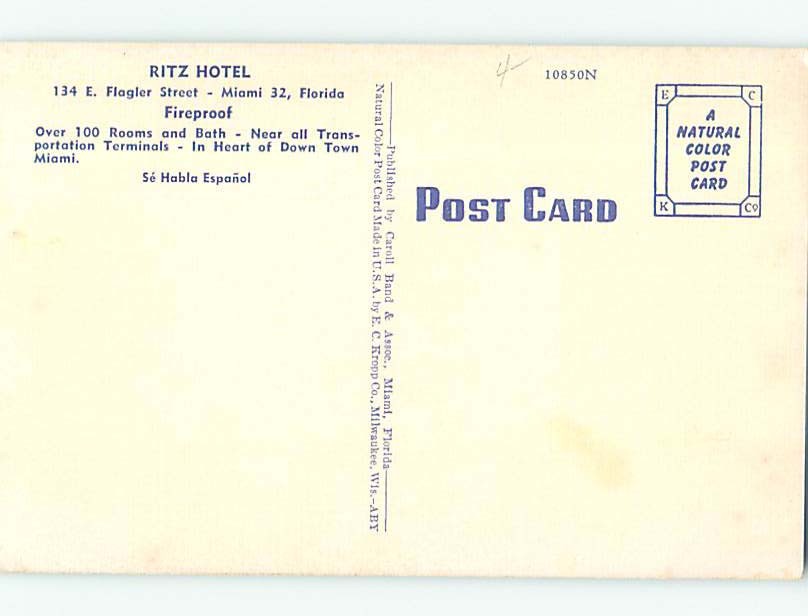 RITZ HOTEL
134 E. Flagler Street - Miami 32, Florida
Fireproof
Over 100 Rooms and Bath - Near all Trans-
portation Terminals - In Heart of Down Town
Miami.
Sé Habla Español
Published by Caroll Band & Assoc., Miami, Florida
Natural Color Post Card Made in U.S.A. by E. C. Kropp Co., Milwaukee, Wis.-ABY
4-
10850N
POST CARD
E C
A
NATURAL
COLOR
POST
CARD
K Co